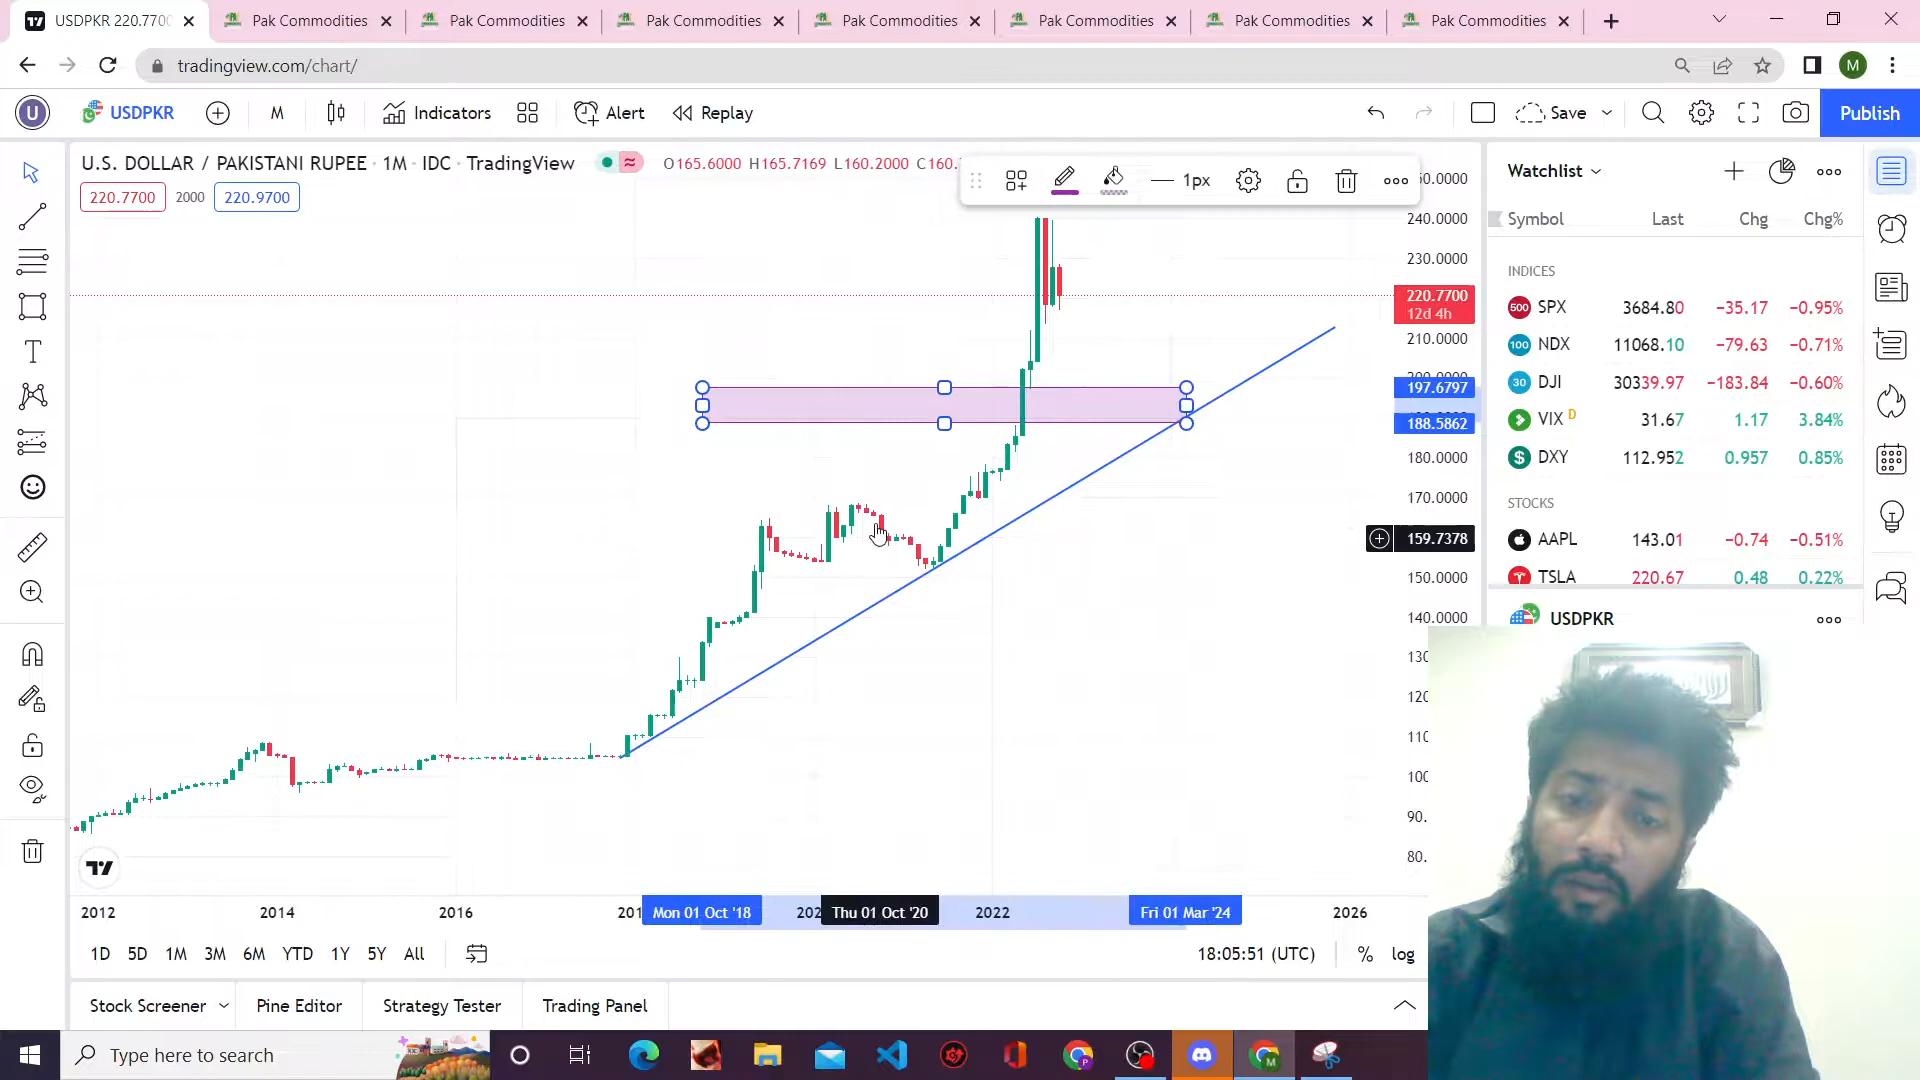 USDPKR 220.770
Pak Commodities
Pak Commodities
Pak Commodities
Pak Commodities
Pak Commodities
Pak Commodities
Pak Commodities
tradingview.com/chart/
M
U
USDPKR
M
Indicators
Alert
Replay
Save
Publish
U.S. DOLLAR / PAKISTANI RUPEE · 1M · IDC · TradingView
O165.6000 H165.7169 L160.2000 C160.
220.7700
2000
220.9700
1px
240.0000
230.0000
220.7700
12d 4h
210.0000
197.6797
188.5862
180.0000
170.0000
159.7378
150.0000
140.0000
80.
90.
2012
2014
2016
Mon 01 Oct '18
Thu 01 Oct '20
2022
Fri 01 Mar '24
2026
1D 5D 1M 3M 6M YTD 1Y 5Y All
18:05:51 (UTC)
%
log
Stock Screener
Pine Editor
Strategy Tester
Trading Panel
Watchlist
Symbol Last Chg Chg%
INDICES
500 SPX 3684.80 −35.17 −0.95%
100 NDX 11068.10 −79.63 −0.71%
30 DJI 30339.97 −183.84 −0.60%
VIX D 31.67 1.17 3.84%
$ DXY 112.952 0.957 0.85%
STOCKS
AAPL 143.01 −0.74 −0.51%
TSLA 220.67 0.48 0.22%
USDPKR
Type here to search